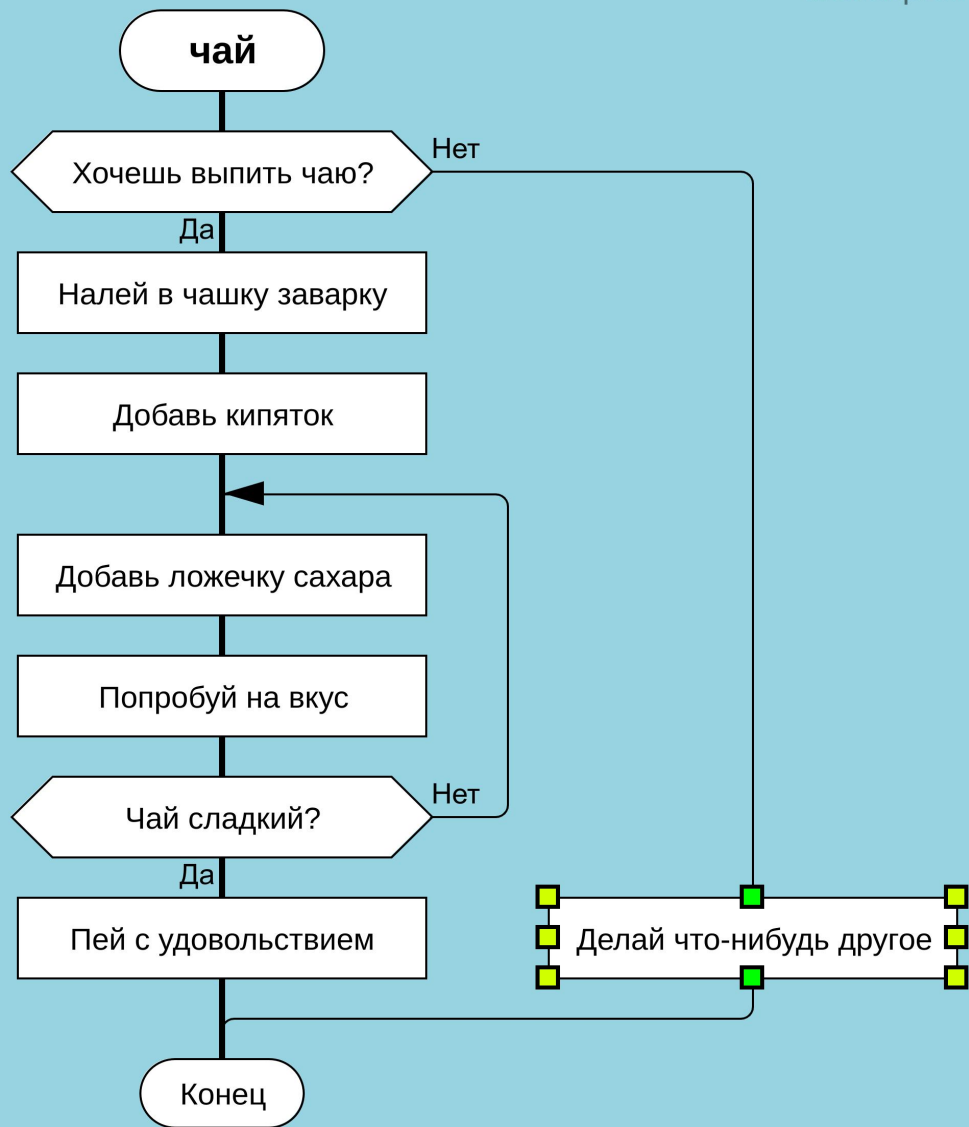 чай
Хочешь выпить чаю?
Нет
Да
Налей в чашку заварку
Добавь кипяток
Добавь ложечку сахара
Попробуй на вкус
Чай сладкий?
Нет
Да
Пей с удовольствием
Делай что-нибудь другое
Конец